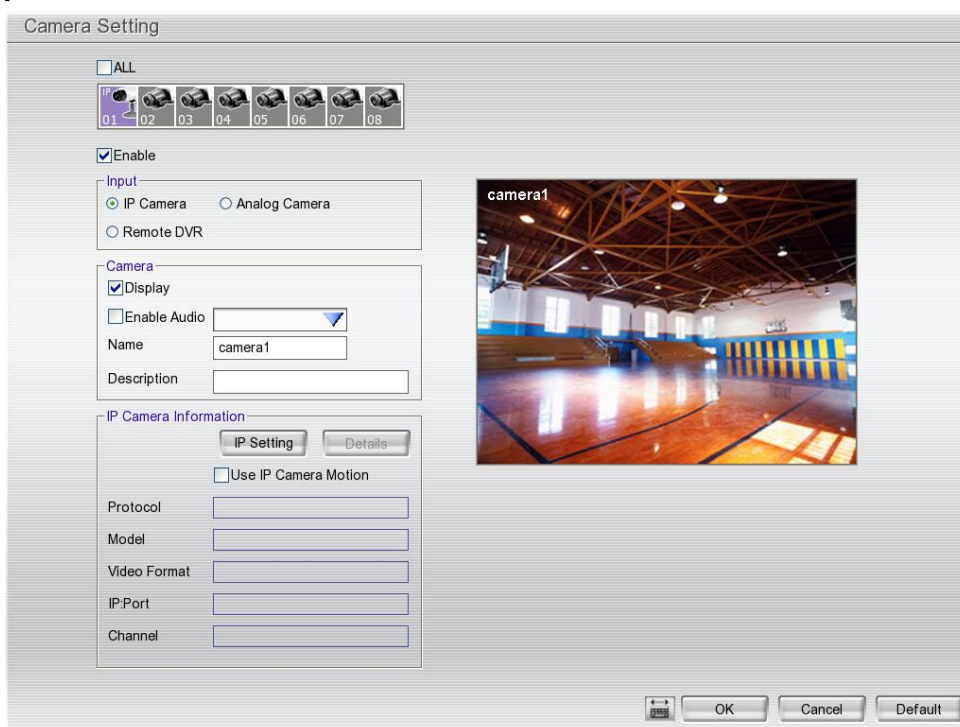 Camera Setting
ALL
IP
01 02 03 04 05 06 07 08
Enable
Input
IP Camera Analog Camera
Remote DVR
camera1
Camera
Display
Enable Audio
Name camera1
Description
IP Camera Information
IP Setting Details
Use IP Camera Motion
Protocol
Model
Video Format
IP:Port
Channel
OK Cancel Default